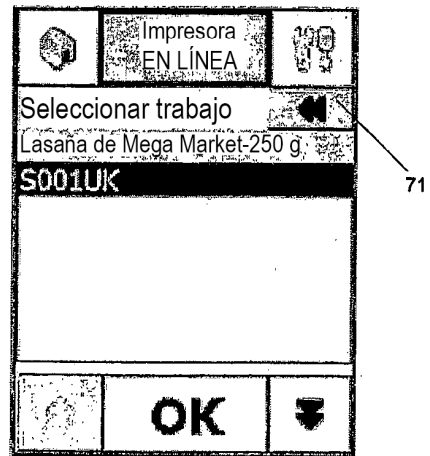 Impresora
EN LÍNEA
Seleccionar trabajo
Lasaña de Mega Market-250 g
S001UK
71
OK